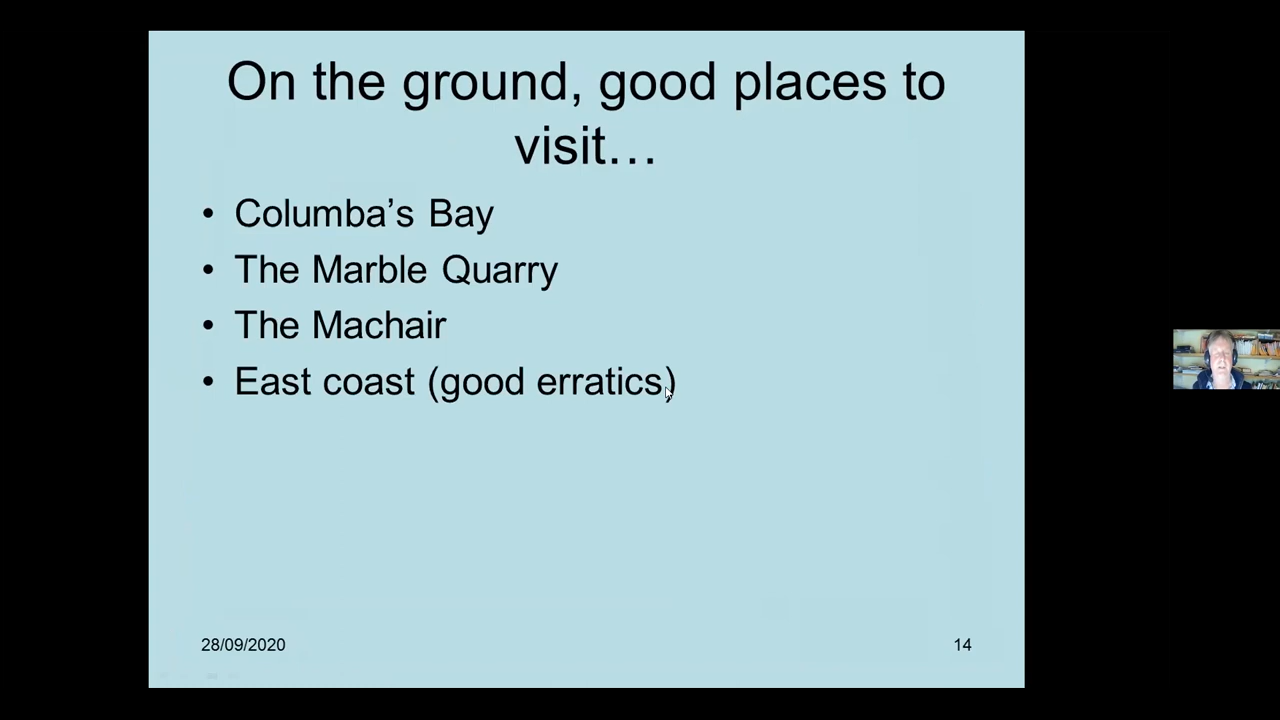 On the ground, good places to
visit…
• Columba’s Bay
• The Marble Quarry
• The Machair
• East coast (good erratics)
28/09/2020
14